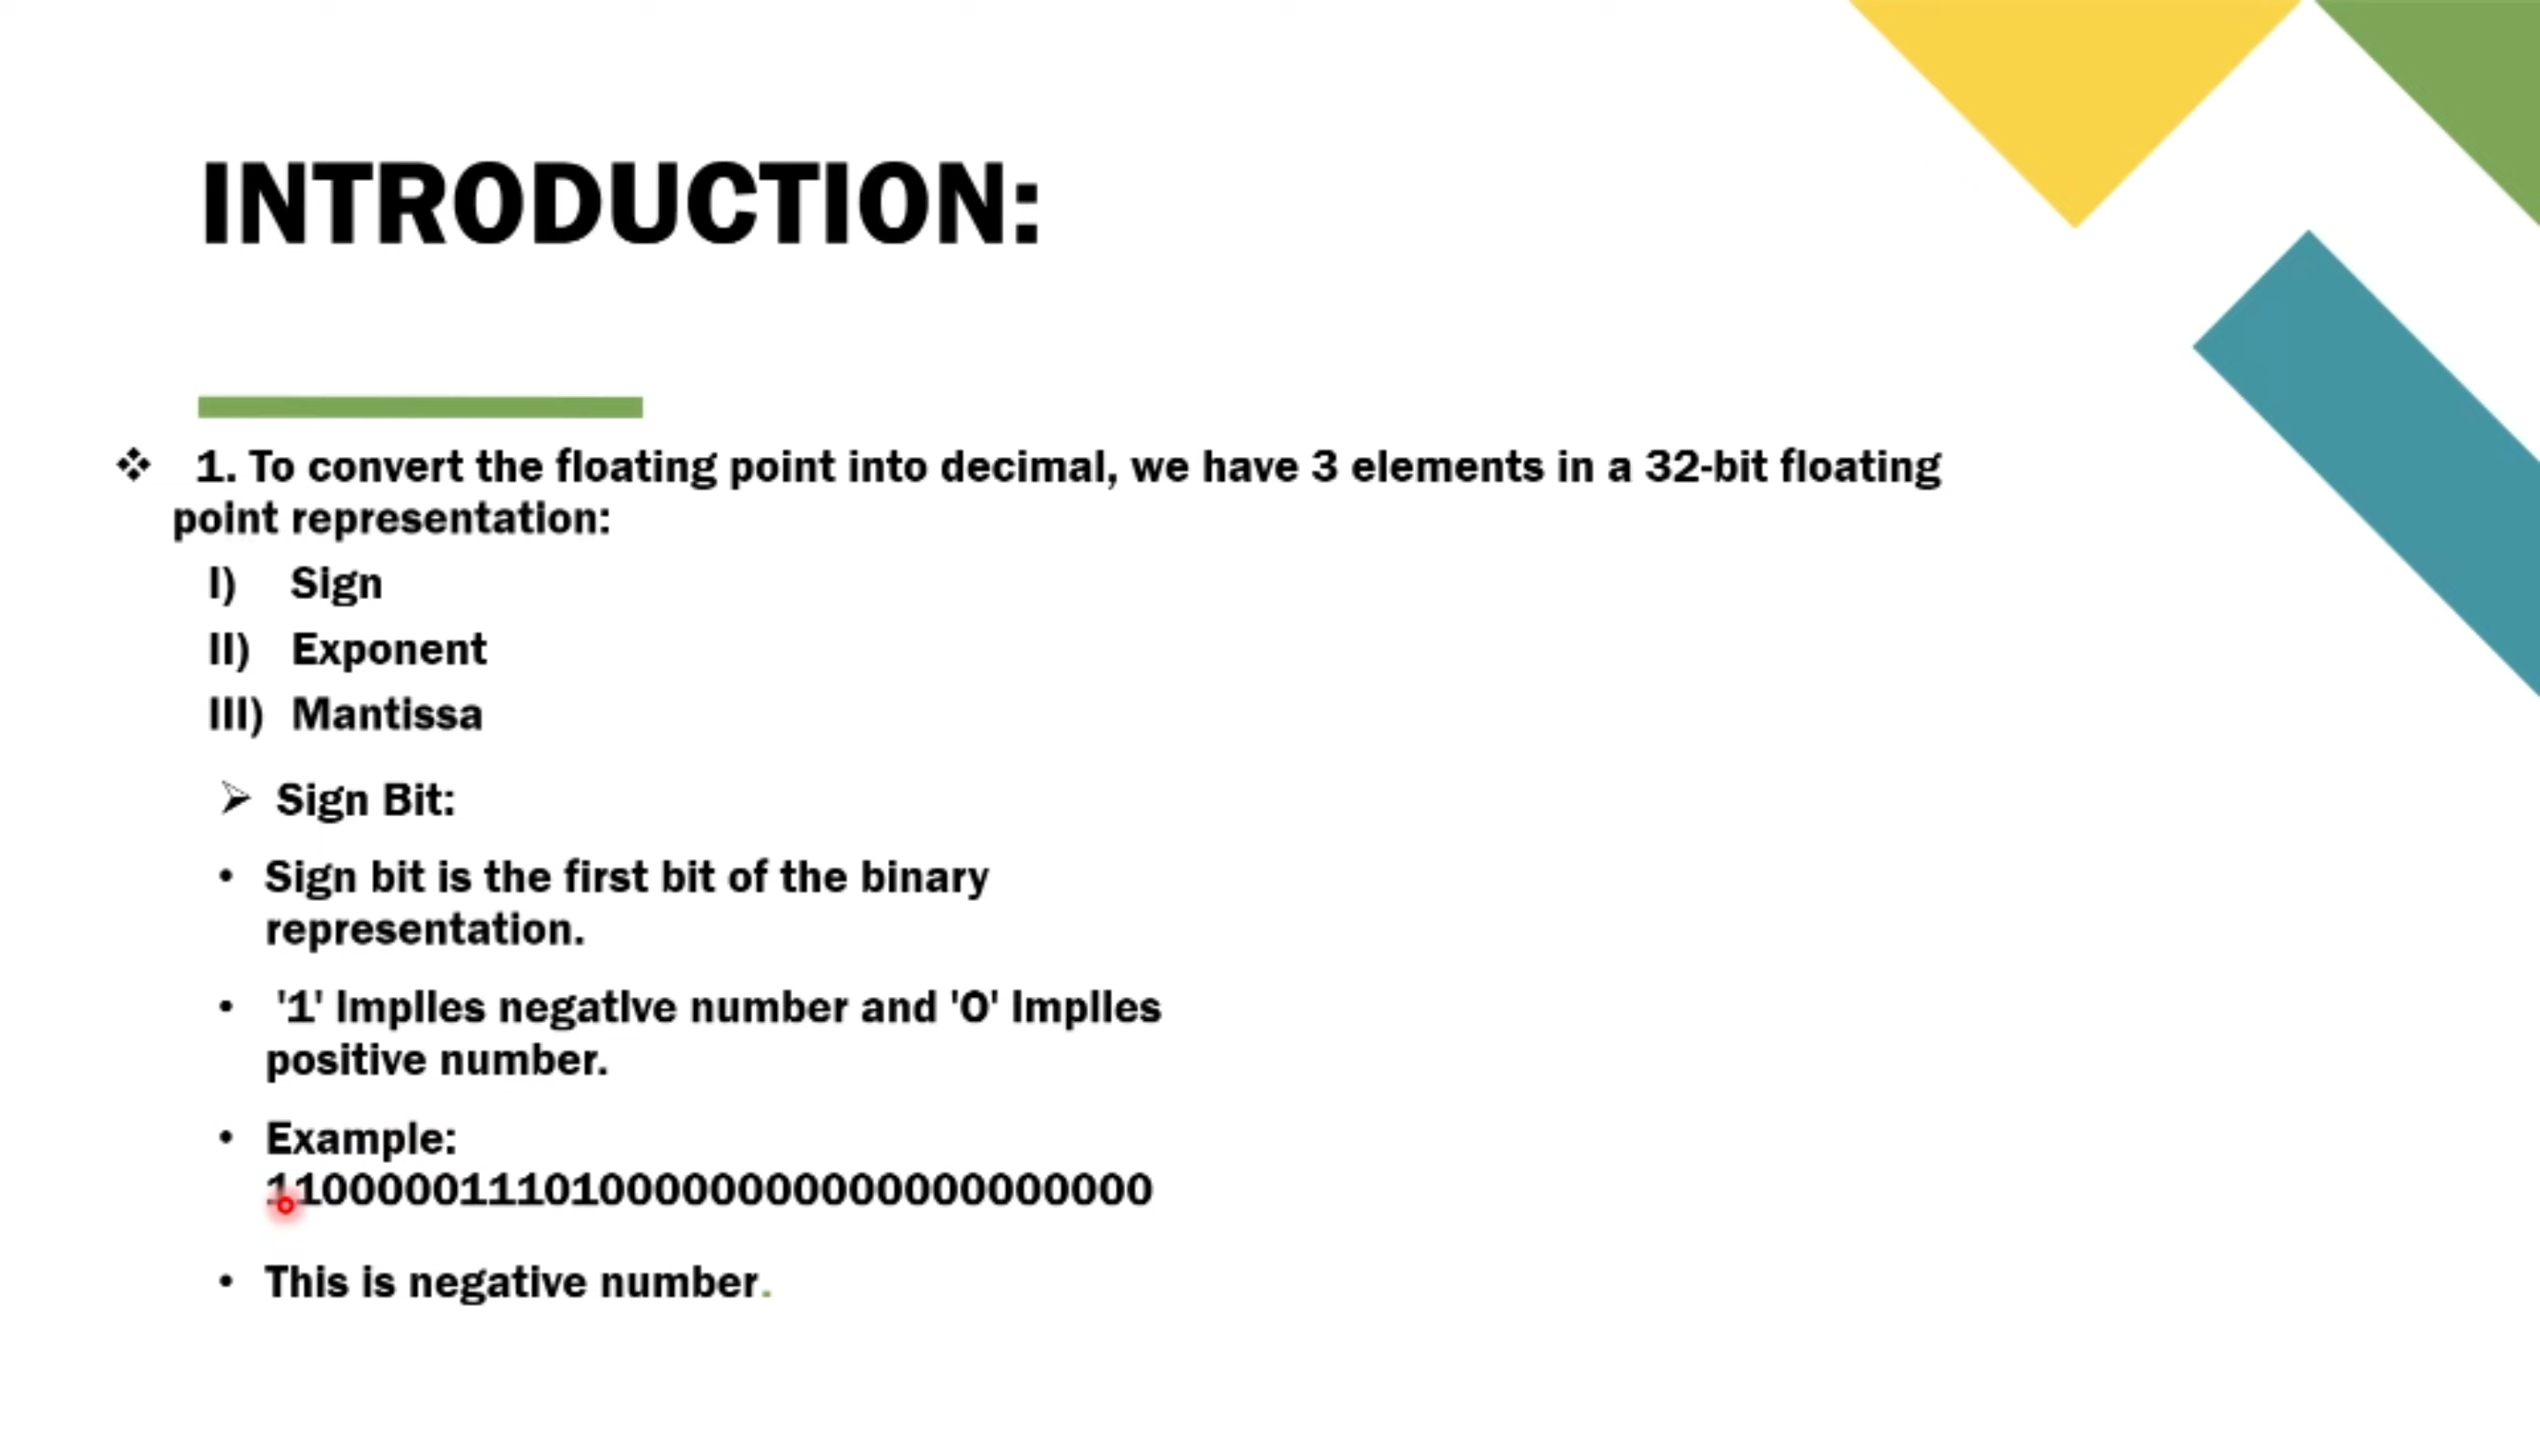 INTRODUCTION:
❖ 1. To convert the floating point into decimal, we have 3 elements in a 32-bit floating
point representation:
I) Sign
II) Exponent
III) Mantissa
➢ Sign Bit:
• Sign bit is the first bit of the binary
representation.
• '1' implies negative number and '0' implies
positive number.
• Example:
11000001110100000000000000000000
• This is negative number.